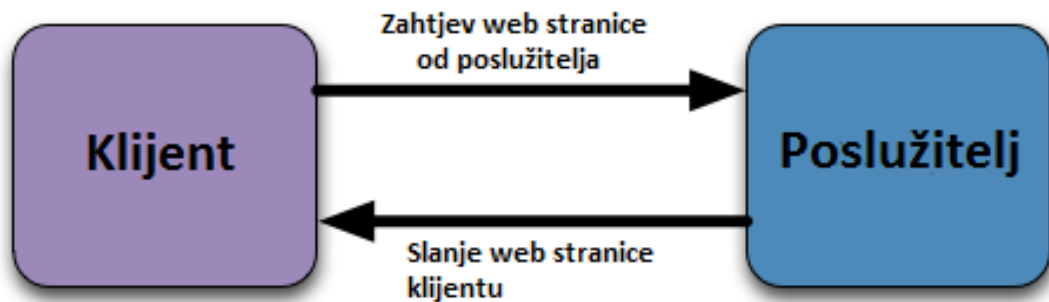 Zahtjev web stranice
od poslužitelja
Klijent
Poslužitelj
Slanje web stranice
klijentu